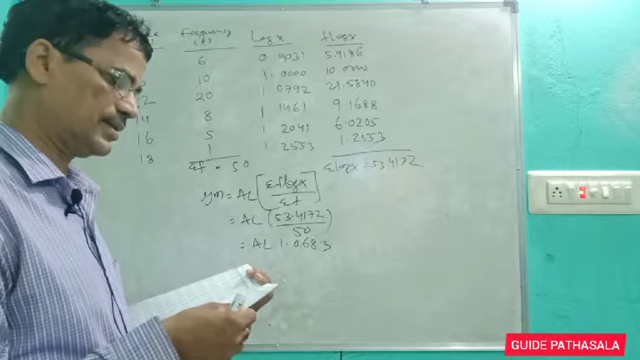 Frequency Log x f log x
(f)
6 0 9031 5.4186
10 1.0000 10 0000
12 20 1 0792 21.5840
14 8 1 1461 9.1688
16 5 1 2041 6.0205
18 1 1 2553 1.2553
Σf = 50 Σlogx = 53.4172
gm = AL [Σflogx/Σf]
= AL (53.4172/50)
= AL 1.0683
GUIDE PATHASALA